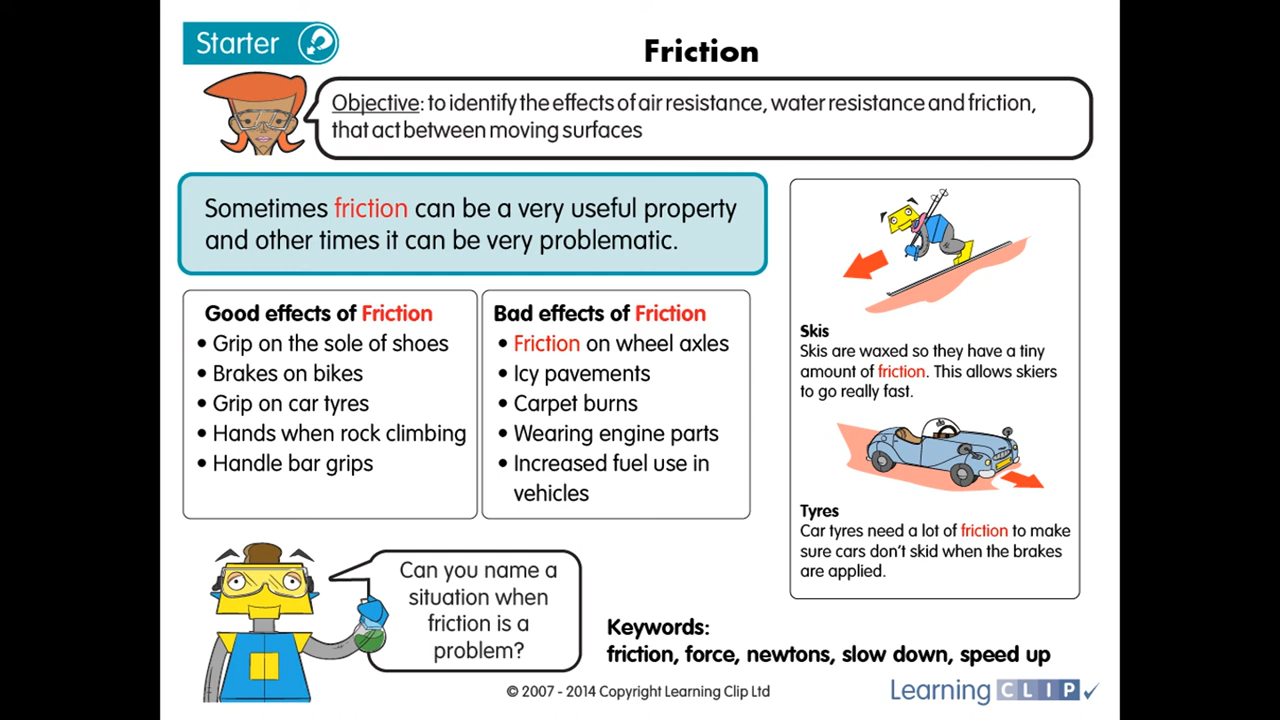 Starter
Friction
Objective: to identify the effects of air resistance, water resistance and friction,
that act between moving surfaces
Sometimes friction can be a very useful property
and other times it can be very problematic.
Good effects of Friction
• Grip on the sole of shoes
• Brakes on bikes
• Grip on car tyres
• Hands when rock climbing
• Handle bar grips
Bad effects of Friction
• Friction on wheel axles
• Icy pavements
• Carpet burns
• Wearing engine parts
• Increased fuel use in
vehicles
Skis
Skis are waxed so they have a tiny
amount of friction. This allows skiers
to go really fast.
Tyres
Car tyres need a lot of friction to make
sure cars don't skid when the brakes
are applied.
Can you name a
situation when
friction is a
problem?
Keywords:
friction, force, newtons, slow down, speed up
© 2007 - 2014 Copyright Learning Clip Ltd
Learning CLIP